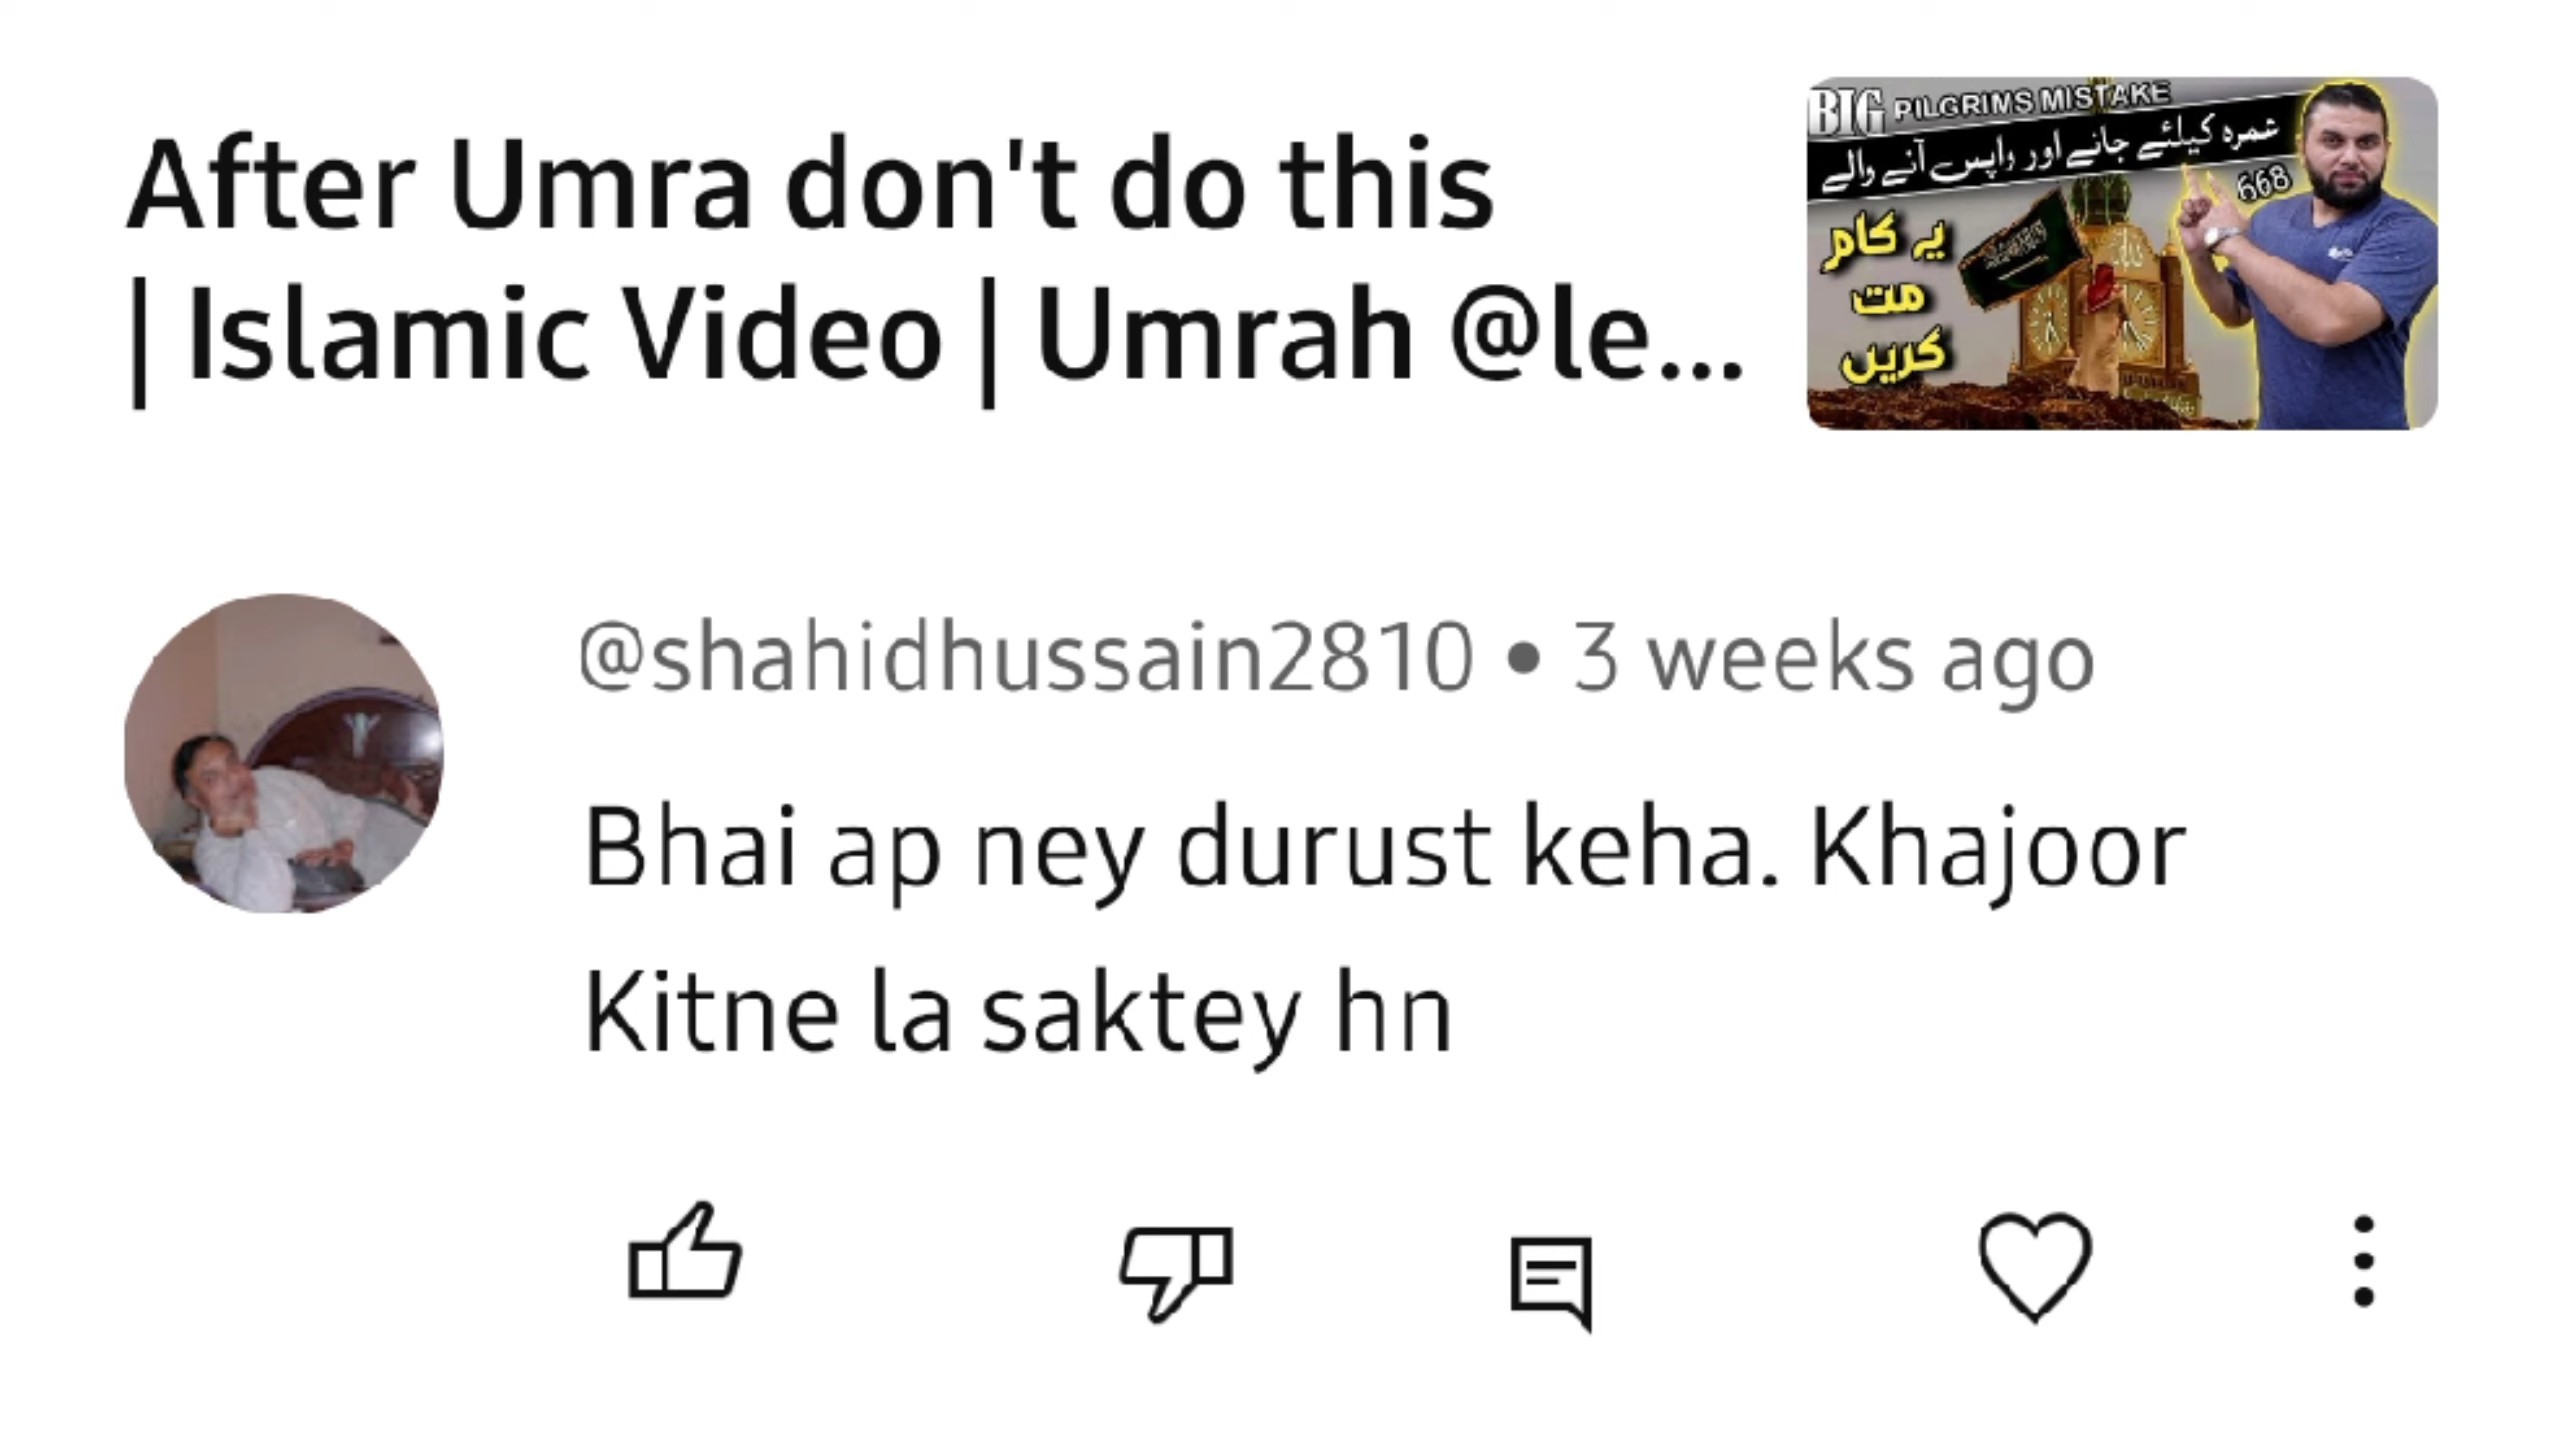 After Umra don't do this
| Islamic Video | Umrah @le...
BIG PILGRIMS MISTAKE
عمرہ کیلئے جانے اور واپس آنے والے
668
یہ کام
مت
کریں
@shahidhussain2810 • 3 weeks ago
Bhai ap ney durust keha. Khajoor
Kitne la saktey hn